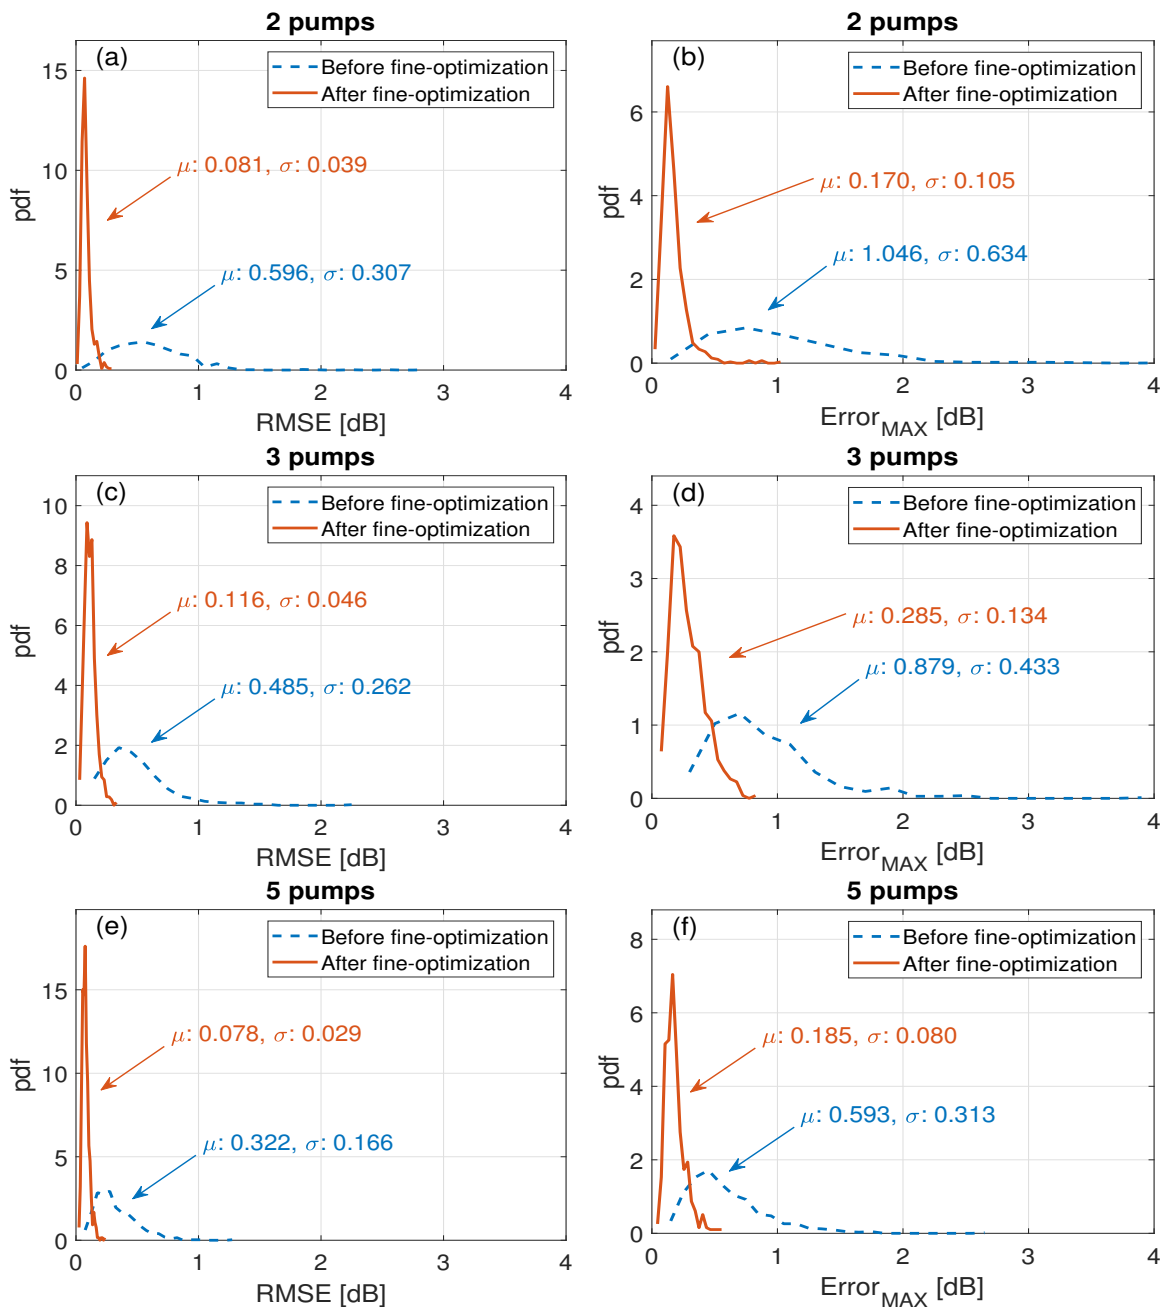 2 pumps
(a)
Before fine-optimization
After fine-optimization
μ: 0.081, σ: 0.039
μ: 0.596, σ: 0.307
15
10
5
0
pdf
0 1 2 3 4
RMSE [dB]
2 pumps
(b)
Before fine-optimization
After fine-optimization
μ: 0.170, σ: 0.105
μ: 1.046, σ: 0.634
6
4
2
0
pdf
0 1 2 3 4
Error_MAX [dB]
3 pumps
(c)
Before fine-optimization
After fine-optimization
μ: 0.116, σ: 0.046
μ: 0.485, σ: 0.262
10
8
6
4
2
0
pdf
0 1 2 3 4
RMSE [dB]
3 pumps
(d)
Before fine-optimization
After fine-optimization
μ: 0.285, σ: 0.134
μ: 0.879, σ: 0.433
4
3
2
1
0
pdf
0 1 2 3 4
Error_MAX [dB]
5 pumps
(e)
Before fine-optimization
After fine-optimization
μ: 0.078, σ: 0.029
μ: 0.322, σ: 0.166
15
10
5
0
pdf
0 1 2 3 4
RMSE [dB]
5 pumps
(f)
Before fine-optimization
After fine-optimization
μ: 0.185, σ: 0.080
μ: 0.593, σ: 0.313
8
6
4
2
0
pdf
0 1 2 3 4
Error_MAX [dB]